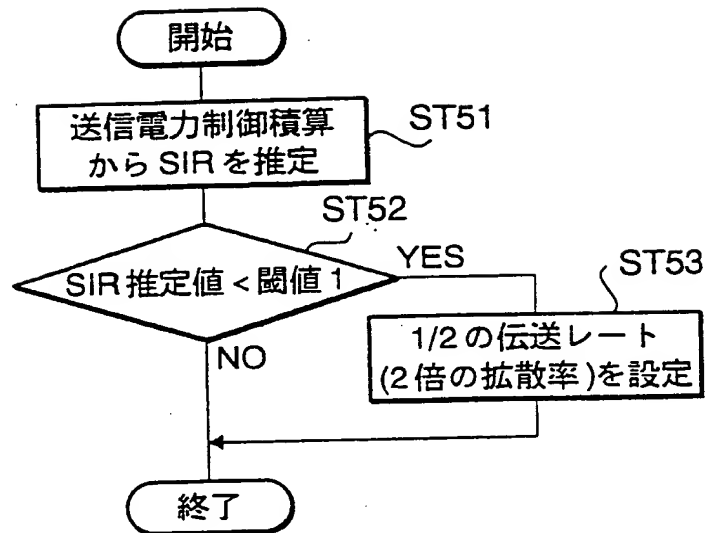 開始
送信電力制御積算
からSIRを推定
ST51
ST52
SIR推定値<閾値1
YES
ST53
1/2の伝送レート
(2倍の拡散率)を設定
NO
終了